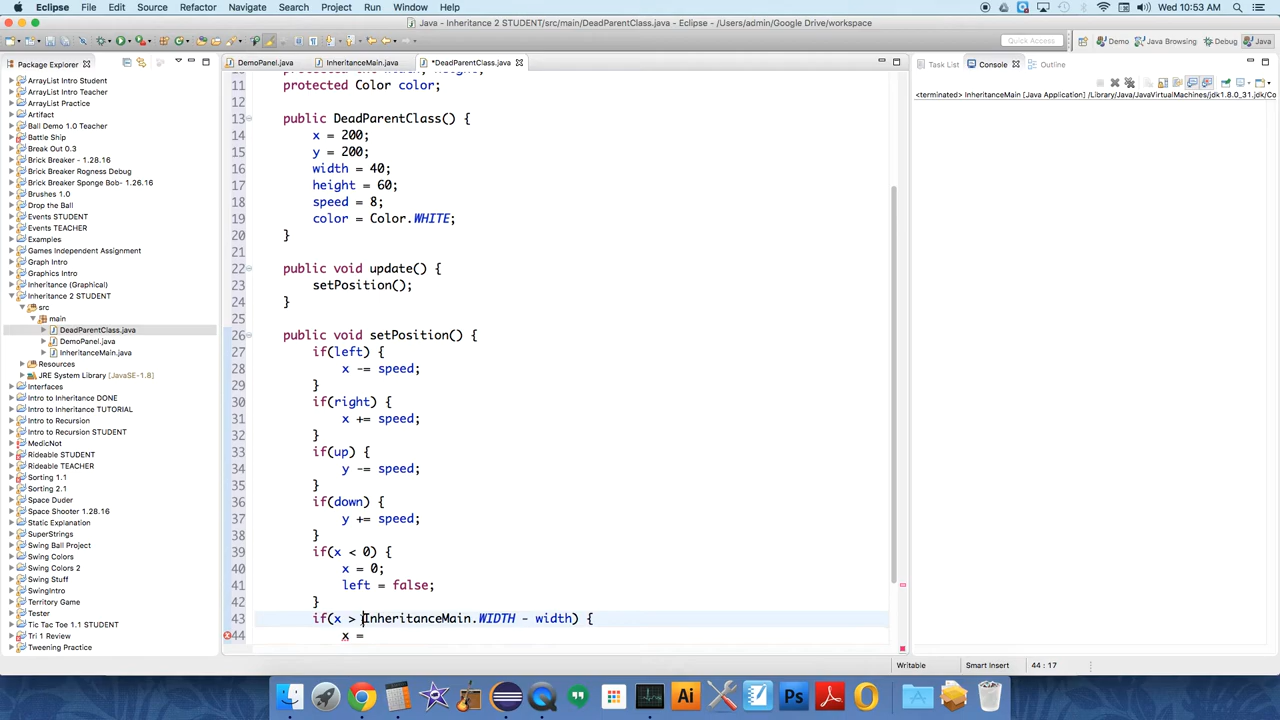 Eclipse File Edit Source Refactor Navigate Search Project Run Window Help Wed 10:53 AM
Java - Inheritance 2 STUDENT/src/main/DeadParentClass.java - Eclipse - /Users/admin/Google Drive/workspace
Quick Access Demo Java Browsing Debug Java
Package Explorer
ArrayList Intro Student
ArrayList Intro Teacher
ArrayList Practice
Artifact
Ball Demo 1.0 Teacher
Battle Ship
Break Out 0.3
Brick Breaker - 1.28.16
Brick Breaker Rogness Debug
Brick Breaker Sponge Bob- 1.26.16
Brushes 1.0
Drop the Ball
Events STUDENT
Events TEACHER
Examples
Games Independent Assignment
Graph Intro
Graphics Intro
Inheritance (Graphical)
Inheritance 2 STUDENT
src
main
DeadParentClass.java
DemoPanel.java
InheritanceMain.java
Resources
JRE System Library [JavaSE-1.8]
Interfaces
Intro to Inheritance DONE
Intro to Inheritance TUTORIAL
Intro to Recursion
Intro to Recursion STUDENT
MedicNot
Rideable STUDENT
Rideable TEACHER
Sorting 1.1
Sorting 2.1
Space Duder
Space Shooter 1.28.16
Static Explanation
SuperStrings
Swing Ball Project
Swing Colors
Swing Colors 2
Swing Stuff
SwingIntro
Territory Game
Tester
Tic Tac Toe 1.1 STUDENT
Tri 1 Review
Tweening Project
DemoPanel.java InheritanceMain.java *DeadParentClass.java
11 protected Color color;
12
13 public DeadParentClass() {
14 x = 200;
15 y = 200;
16 width = 40;
17 height = 60;
18 speed = 8;
19 color = Color.WHITE;
20 }
21
22 public void update() {
23 setPosition();
24 }
25
26 public void setPosition() {
27 if(left) {
28 x -= speed;
29 }
30 if(right) {
31 x += speed;
32 }
33 if(up) {
34 y -= speed;
35 }
36 if(down) {
37 y += speed;
38 }
39 if(x < 0) {
40 x = 0;
41 left = false;
42 }
43 if(x > InheritanceMain.WIDTH - width) {
44 x =
Task List Console Outline
<terminated> InheritanceMain [Java Application] /Library/Java/JavaVirtualMachines/jdk1.8.0_31.jdk/Co
Writable Smart Insert 44 : 17
Ai Ps